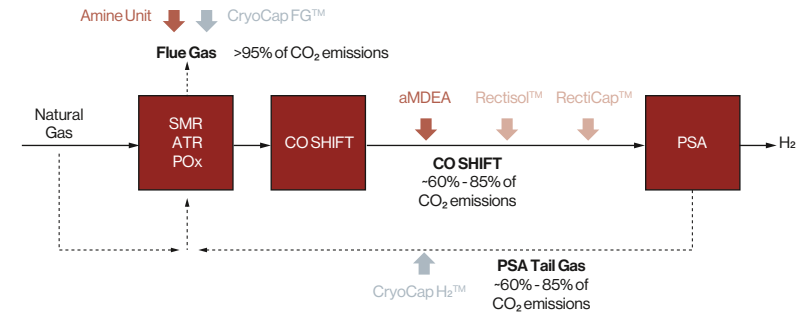 Amine Unit
CryoCap FG™
Flue Gas >95% of CO₂ emissions
Natural
Gas
SMR
ATR
POx
CO SHIFT
aMDEA
Rectisol™
RectiCap™
CO SHIFT
~60% - 85% of
CO₂ emissions
PSA
H₂
CryoCap H₂™
PSA Tail Gas
~60% - 85% of
CO₂ emissions